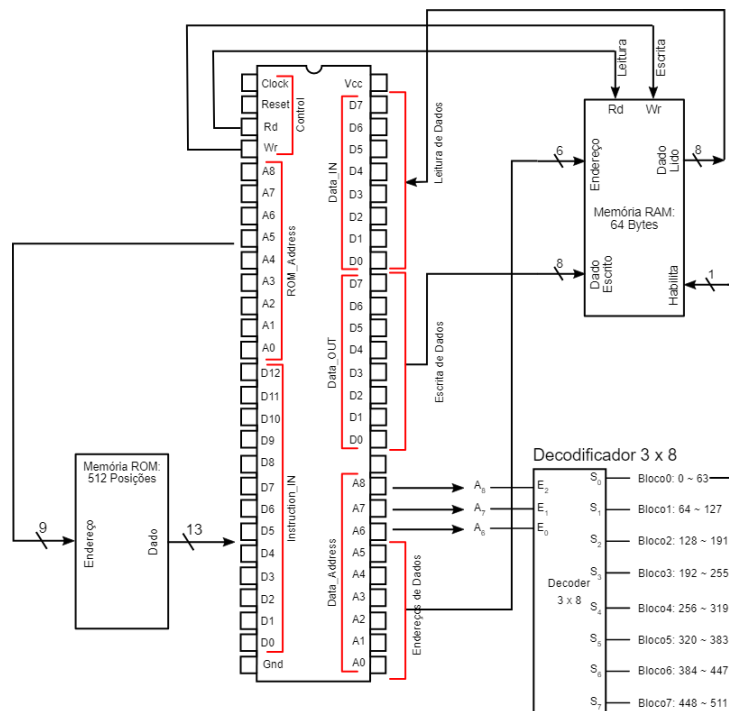 Clock
Reset
Rd
Wr
Control
A8
A7
A6
A5
A4
A3
A2
A1
A0
ROM_Address
D12
D11
D10
D9
D8
D7
D6
D5
D4
D3
D2
D1
D0
Instruction_IN
Gnd
Vcc
D7
D6
D5
D4
D3
D2
D1
D0
Data_IN
Leitura de Dados
D7
D6
D5
D4
D3
D2
D1
D0
Data_OUT
Escrita de Dados
A8
A7
A6
A5
A4
A3
A2
A1
A0
Data_Address
Endereços de Dados
Memória ROM:
512 Posições
Endereço
Dado
9
13
Leitura
Escrita
Rd
Wr
Endereço
Dado
Lido
Memória RAM:
64 Bytes
Dado
Escrito
Habilita
6
8
8
1
Decodificador 3 x 8
A8
A7
A6
E2
E1
E0
Decoder
3 x 8
S0 Bloco0: 0 ~ 63
S1 Bloco1: 64 ~ 127
S2 Bloco2: 128 ~ 191
S3 Bloco3: 192 ~ 255
S4 Bloco4: 256 ~ 319
S5 Bloco5: 320 ~ 383
S6 Bloco6: 384 ~ 447
S7 Bloco7: 448 ~ 511